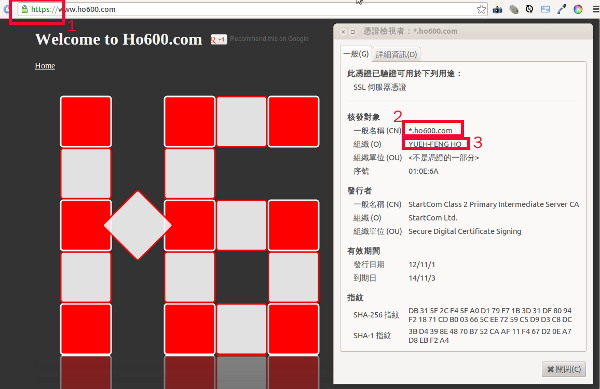 https://www.ho600.com
1
Welcome to Ho600.com
+1
Recommend this on Google
Home
憑證檢視者：*.ho600.com
一般(G)
詳細資訊(D)
此憑證已驗證可用於下列用途：
SSL 伺服器憑證
核發對象
2
一般名稱 (CN) *.ho600.com
組織 (O) YUEH-FENG HO
3
組織單位 (OU) <不是憑證的一部分>
序號 01:0E:6A
發行者
一般名稱 (CN) StartCom Class 2 Primary Intermediate Server CA
組織 (O) StartCom Ltd.
組織單位 (OU) Secure Digital Certificate Signing
有效期間
發行日期 12/11/1
到期日 14/11/3
指紋
SHA-256 指紋 DB 31 5F 2C F4 5F A0 D1 79 F7 1B 3D 31 DF 80 94
F2 18 71 CD B0 03 66 5C EE 72 59 C5 D9 D3 C8 DC
SHA-1 指紋 3B D4 39 8E 48 70 B7 52 CA AF 11 F4 67 D2 0E A7
D8 EB F2 A4
關閉(C)